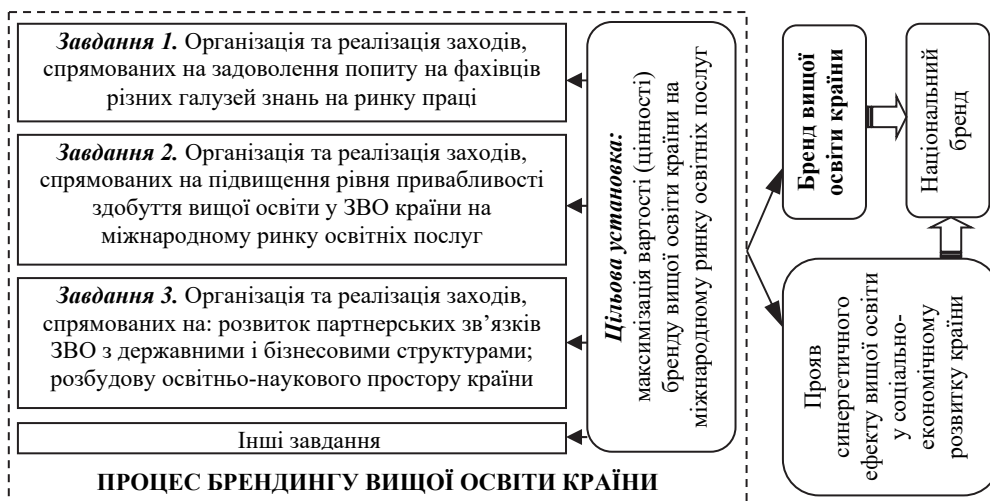 Завдання 1. Організація та реалізація заходів,
спрямованих на задоволення попиту на фахівців
різних галузей знань на ринку праці
Завдання 2. Організація та реалізація заходів,
спрямованих на підвищення рівня привабливості
здобуття вищої освіти у ЗВО країни на
міжнародному ринку освітніх послуг
Завдання 3. Організація та реалізація заходів,
спрямованих на: розвиток партнерських зв’язків
ЗВО з державними і бізнесовими структурами;
розбудову освітньо-наукового простору країни
Інші завдання
ПРОЦЕС БРЕНДИНГУ ВИЩОЇ ОСВІТИ КРАЇНИ
Цільова установка:
максимізація вартості (цінності)
бренду вищої освіти країни на
міжнародному ринку освітніх послуг
Бренд вищої
освіти країни
Національний
бренд
Прояв
синергетичного
ефекту вищої освіти
у соціально-
економічному
розвитку країни